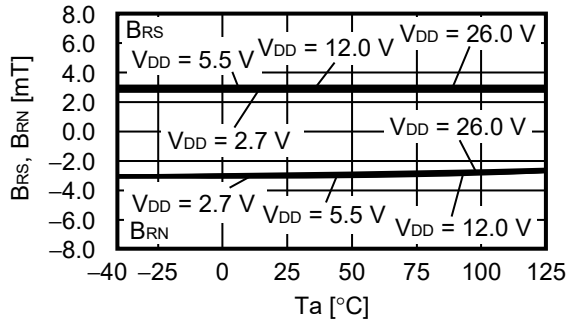 8.0
6.0
4.0
2.0
0.0
−2.0
−4.0
−6.0
−8.0
BRS, BRN [mT]
BRS
VDD = 5.5 V
VDD = 12.0 V
VDD = 26.0 V
VDD = 2.7 V
VDD = 26.0 V
VDD = 2.7 V
VDD = 5.5 V
VDD = 12.0 V
BRN
−40 −25 0 25 50 75 100 125
Ta [°C]